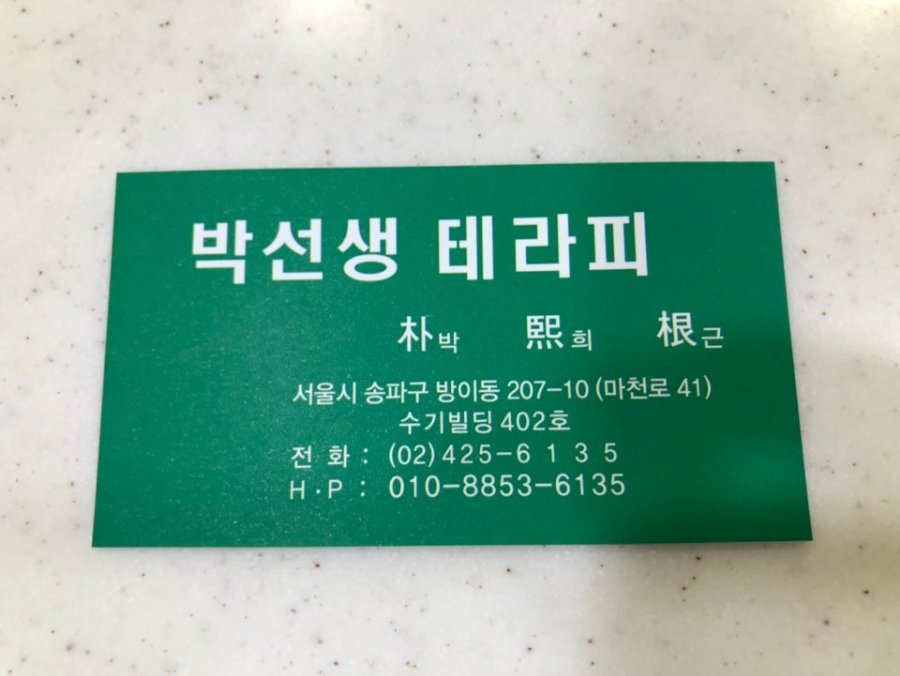 박선생 테라피
朴박 熙희 根근
서울시 송파구 방이동 207-10 (마천로 41)
수기빌딩 402호
전 화 : (02) 425-6 1 3 5
H·P : 010-8853-6135